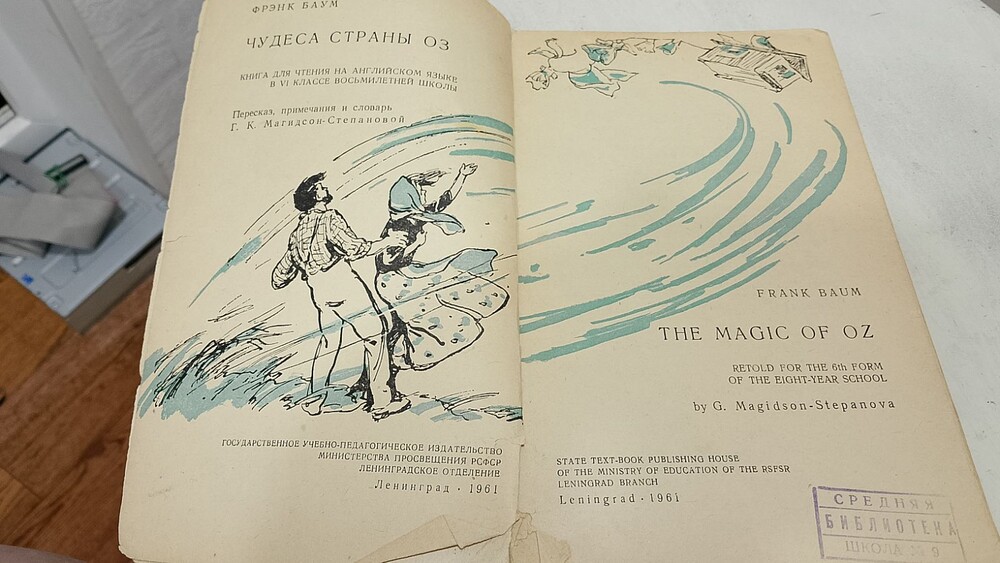 ФРЭНК БАУМ
ЧУДЕСА СТРАНЫ ОЗ
КНИГА ДЛЯ ЧТЕНИЯ НА АНГЛИЙСКОМ ЯЗЫКЕ
В VI КЛАССЕ ВОСЬМИЛЕТНЕЙ ШКОЛЫ
Пересказ, примечания и словарь
Г. К. Магидсон-Степановой
ГОСУДАРСТВЕННОЕ УЧЕБНО-ПЕДАГОГИЧЕСКОЕ ИЗДАТЕЛЬСТВО
МИНИСТЕРСТВА ПРОСВЕЩЕНИЯ РСФСР
ЛЕНИНГРАДСКОЕ ОТДЕЛЕНИЕ
Ленинград · 1961
FRANK BAUM
THE MAGIC OF OZ
RETOLD FOR THE 6th FORM
OF THE EIGHT-YEAR SCHOOL
by G. Magidson-Stepanova
STATE TEXT-BOOK PUBLISHING HOUSE
OF THE MINISTRY OF EDUCATION OF THE RSFSR
LENINGRAD BRANCH
Leningrad · 1961
СРЕДНЯЯ
БИБЛИОТЕКА
ШКОЛА № 9